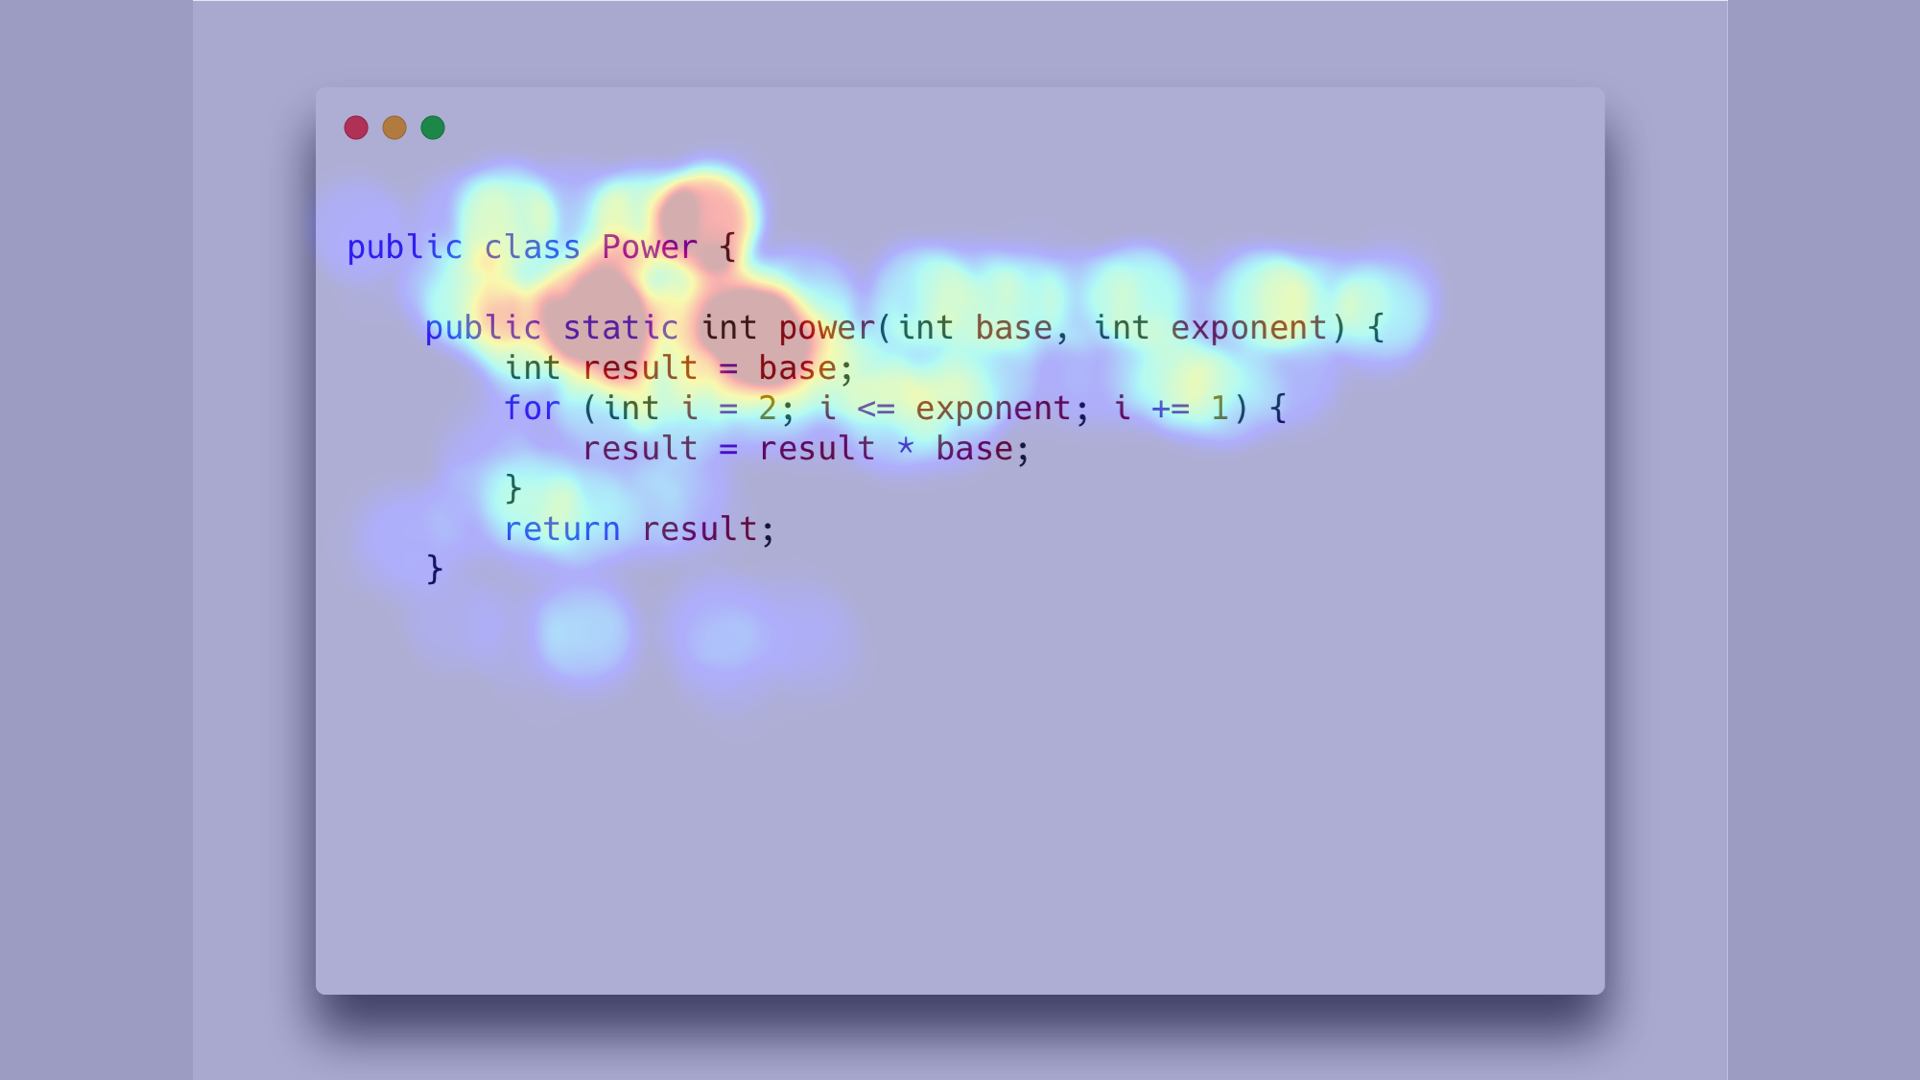 public class Power {
    public static int power(int base, int exponent) {
        int result = base;
        for (int i = 2; i <= exponent; i += 1) {
            result = result * base;
        }
        return result;
    }